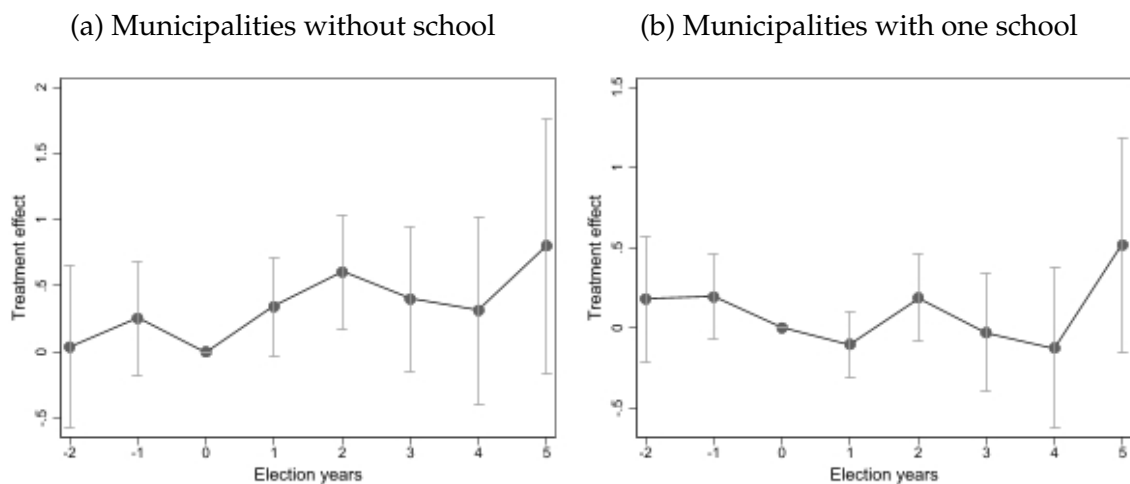 (a) Municipalities without school
(b) Municipalities with one school
Treatment effect
2
1.5
1
.5
0
-.5
-2 -1 0 1 2 3 4 5
Election years
Treatment effect
1.5
1
.5
0
-.5
-2 -1 0 1 2 3 4 5
Election years